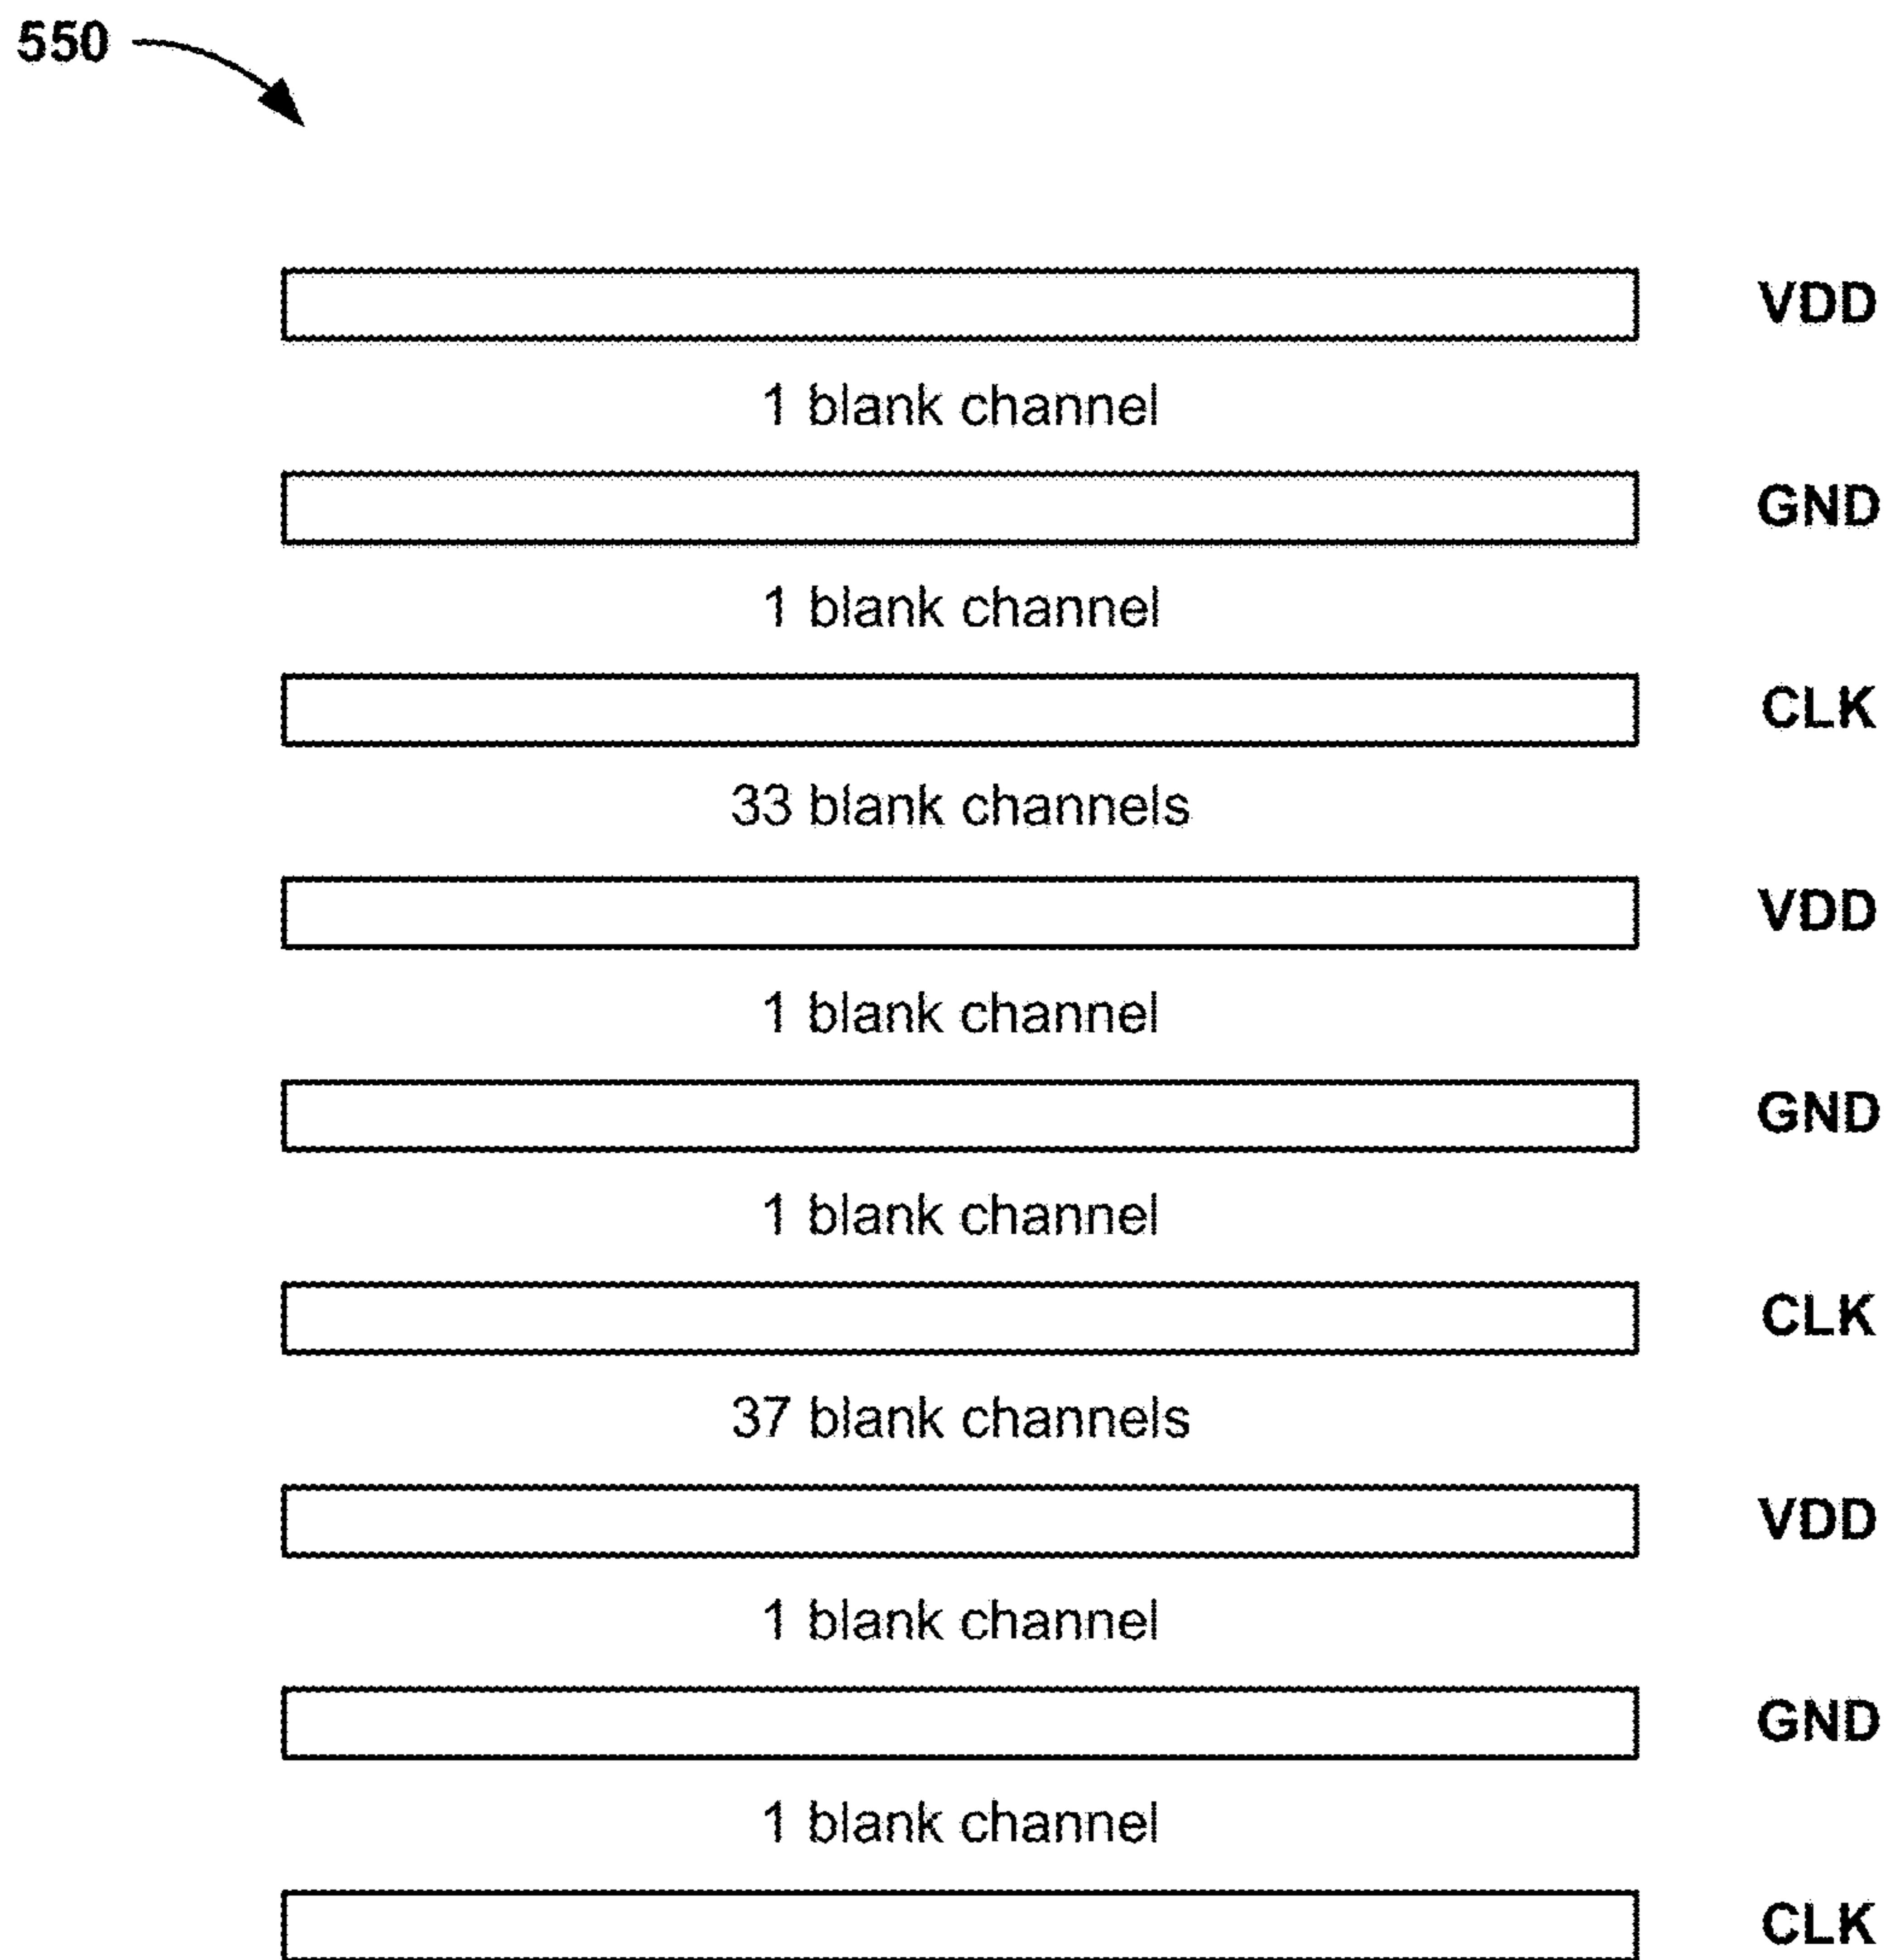 550
VDD
1 blank channel
GND
1 blank channel
CLK
33 blank channels
VDD
1 blank channel
GND
1 blank channel
CLK
37 blank channels
VDD
1 blank channel
GND
1 blank channel
CLK